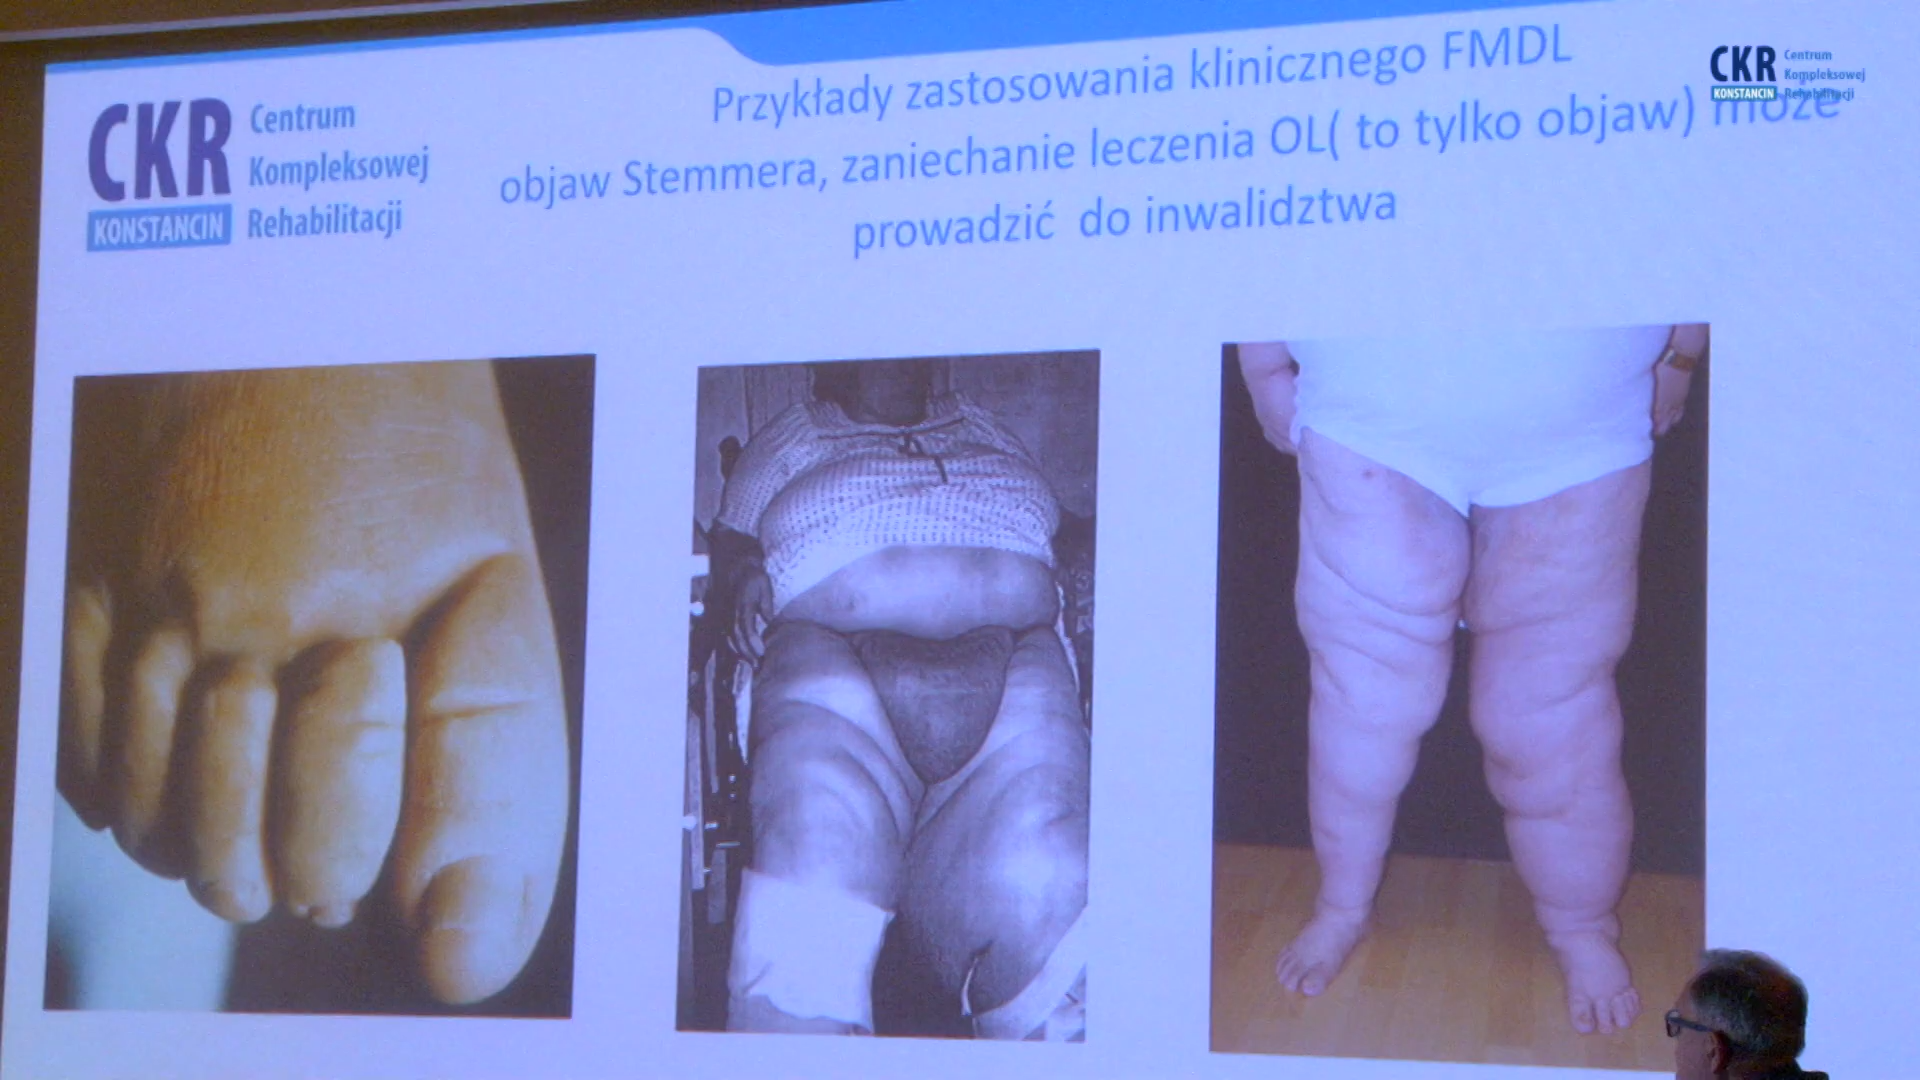 CKR Centrum
Kompleksowej
KONSTANCIN Rehabilitacji
Przykłady zastosowania klinicznego FMDL
objaw Stemmera, zaniechanie leczenia OL( to tylko objaw) może
prowadzić do inwalidztwa
CKR Centrum
Kompleksowej
KONSTANCIN Rehabilitacji